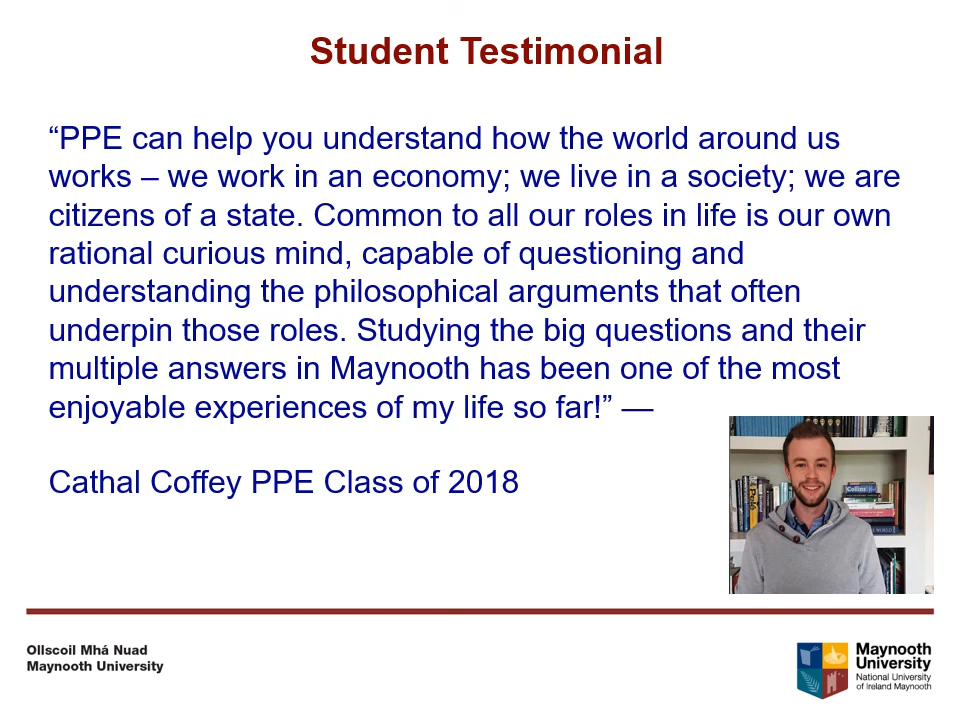 Student Testimonial
“PPE can help you understand how the world around us
works – we work in an economy; we live in a society; we are
citizens of a state. Common to all our roles in life is our own
rational curious mind, capable of questioning and
understanding the philosophical arguments that often
underpin those roles. Studying the big questions and their
multiple answers in Maynooth has been one of the most
enjoyable experiences of my life so far!” —
Cathal Coffey PPE Class of 2018
Collins
WORLD
Ollscoil Mhá Nuad
Maynooth University
Maynooth
University
National University
of Ireland Maynooth